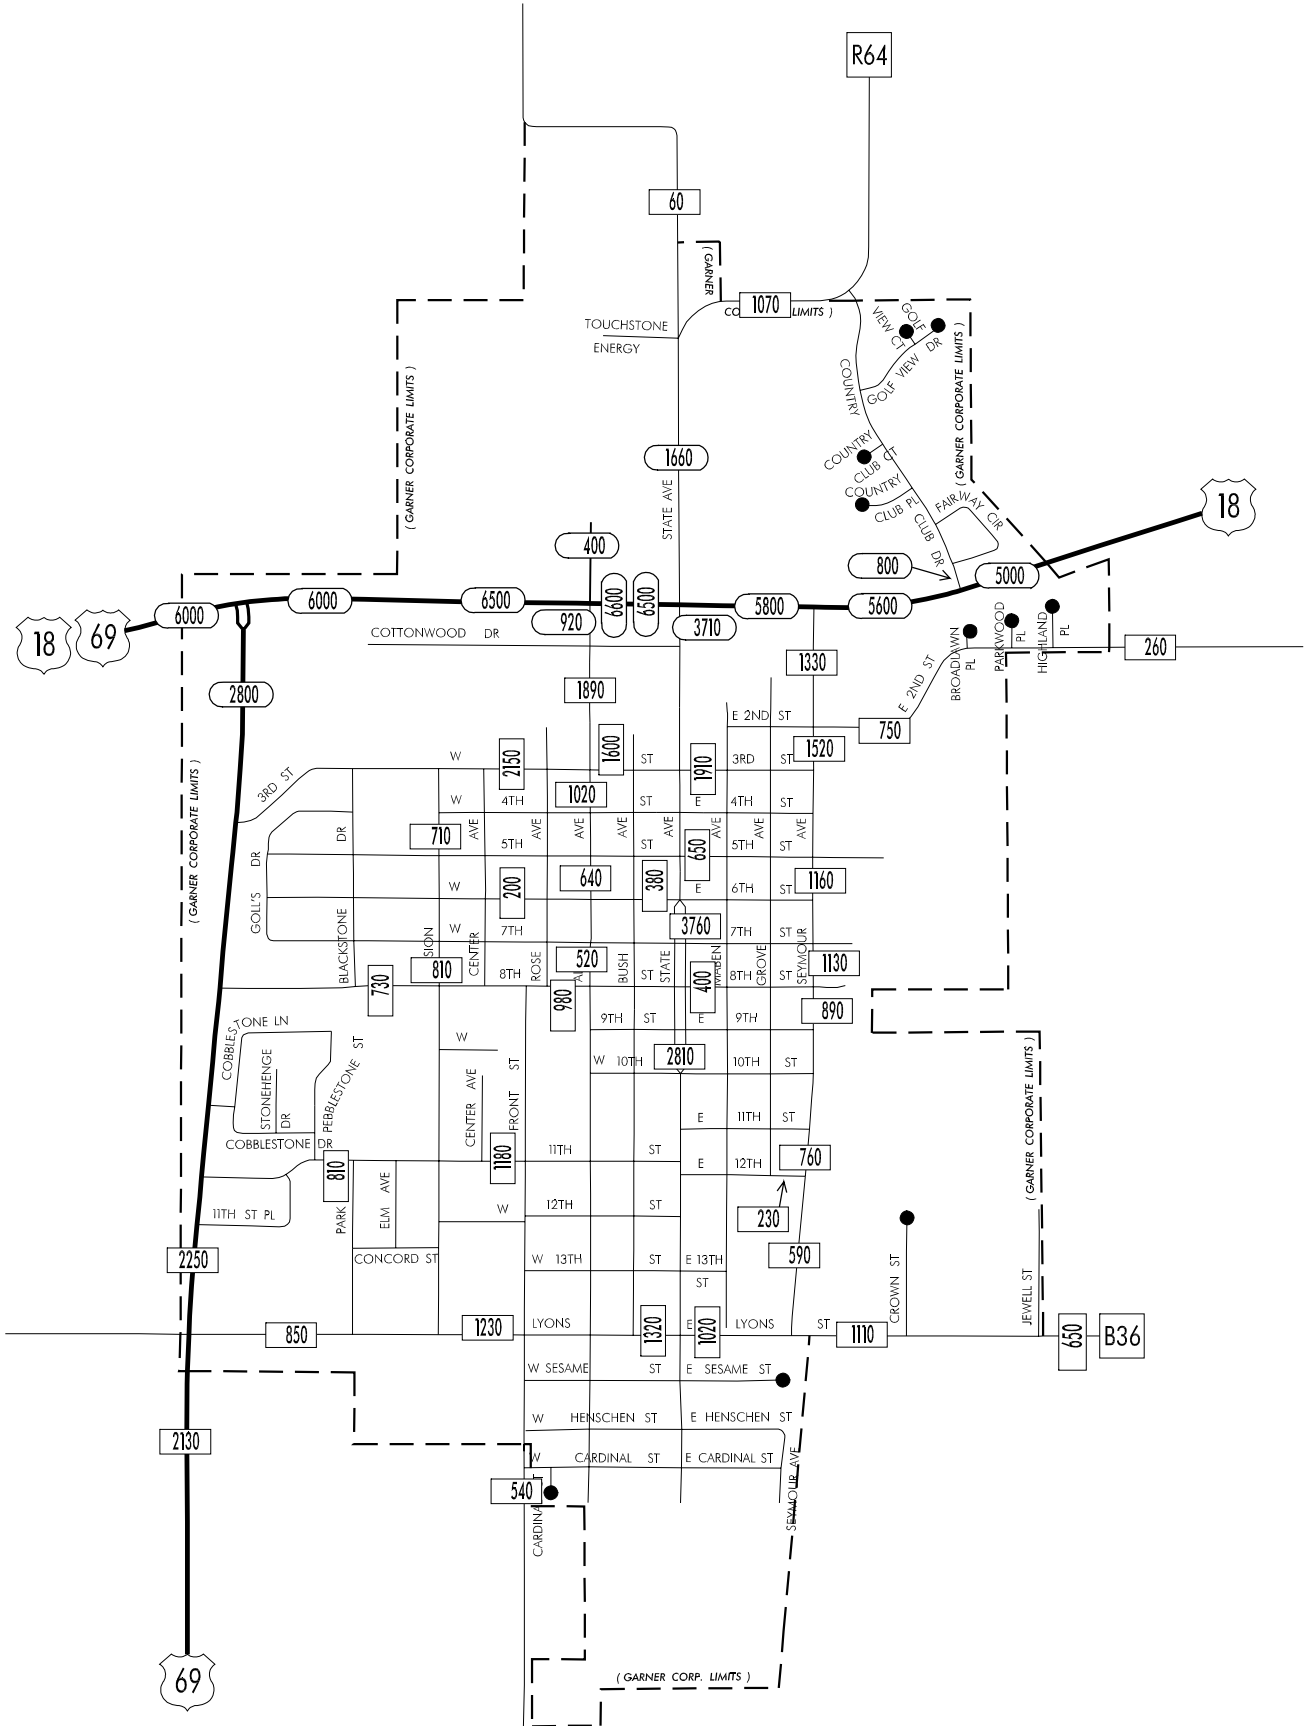 R64
60
( GARNER
1070
CO
LIMITS )
TOUCHSTONE
ENERGY
GOLF
VIEW CT
GOLF VIEW DR
COUNTRY
( GARNER CORPORATE LIMITS )
( GARNER CORPORATE LIMITS )
COUNTRY
CLUB CT
COUNTRY
CLUB PL
FAIRWAY CIR
CLUB DR
1660
STATE AVE
18
400
800
5000
6000
6000
6500
920
6600
6500
3710
5800
5600
18
69
COTTONWOOD DR
BROADLAWN
PL
PARKWOOD
PL
HIGHLAND
PL
260
1330
2800
1890
E 2ND ST
E 2ND ST
750
W
2150
1600
ST
1910
3RD
ST
1520
3RD ST
( GARNER CORPORATE LIMITS )
W
4TH
1020
ST
E
4TH
ST
710
DR
AVE
AVE
AVE
AVE
AVE
AVE
AVE
AVE
5TH
ST
650
5TH
ST
GOLL'S DR
W
200
640
380
E
6TH
ST
1160
W
7TH
3760
7TH
ST
BLACKSTONE
SION
CENTER
ROSE
BUSH
STATE
MABEN
GROVE
SEYMOUR
730
810
8TH
520
ST
400
8TH
ST
1130
980
9TH
ST
E
9TH
890
COBBLESTONE LN
STONEHENGE
DR
PEBBLESTONE ST
W
W
10TH
2810
10TH
ST
CENTER AVE
FRONT ST
E
11TH
ST
COBBLESTONE DR
810
1180
11TH
ST
E
12TH
760
( GARNER CORPORATE LIMITS )
11TH ST PL
PARK
ELM AVE
W
12TH
ST
230
2250
CONCORD ST
W 13TH
ST
E 13TH
ST
590
CROWN ST
JEWELL ST
850
1230
LYONS
1320
E
1020
LYONS
ST
1110
650
B36
W SESAME
ST
E SESAME ST
W
HENSCHEN ST
E HENSCHEN ST
2130
W
CARDINAL ST
E CARDINAL ST
SEYMOUR AVE
540
CARDINAL
69
( GARNER CORP. LIMITS )